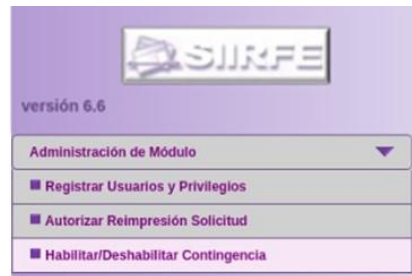 SIIRFE
versión 6.6
Administración de Módulo
Registrar Usuarios y Privilegios
Autorizar Reimpresión Solicitud
Habilitar/Deshabilitar Contingencia